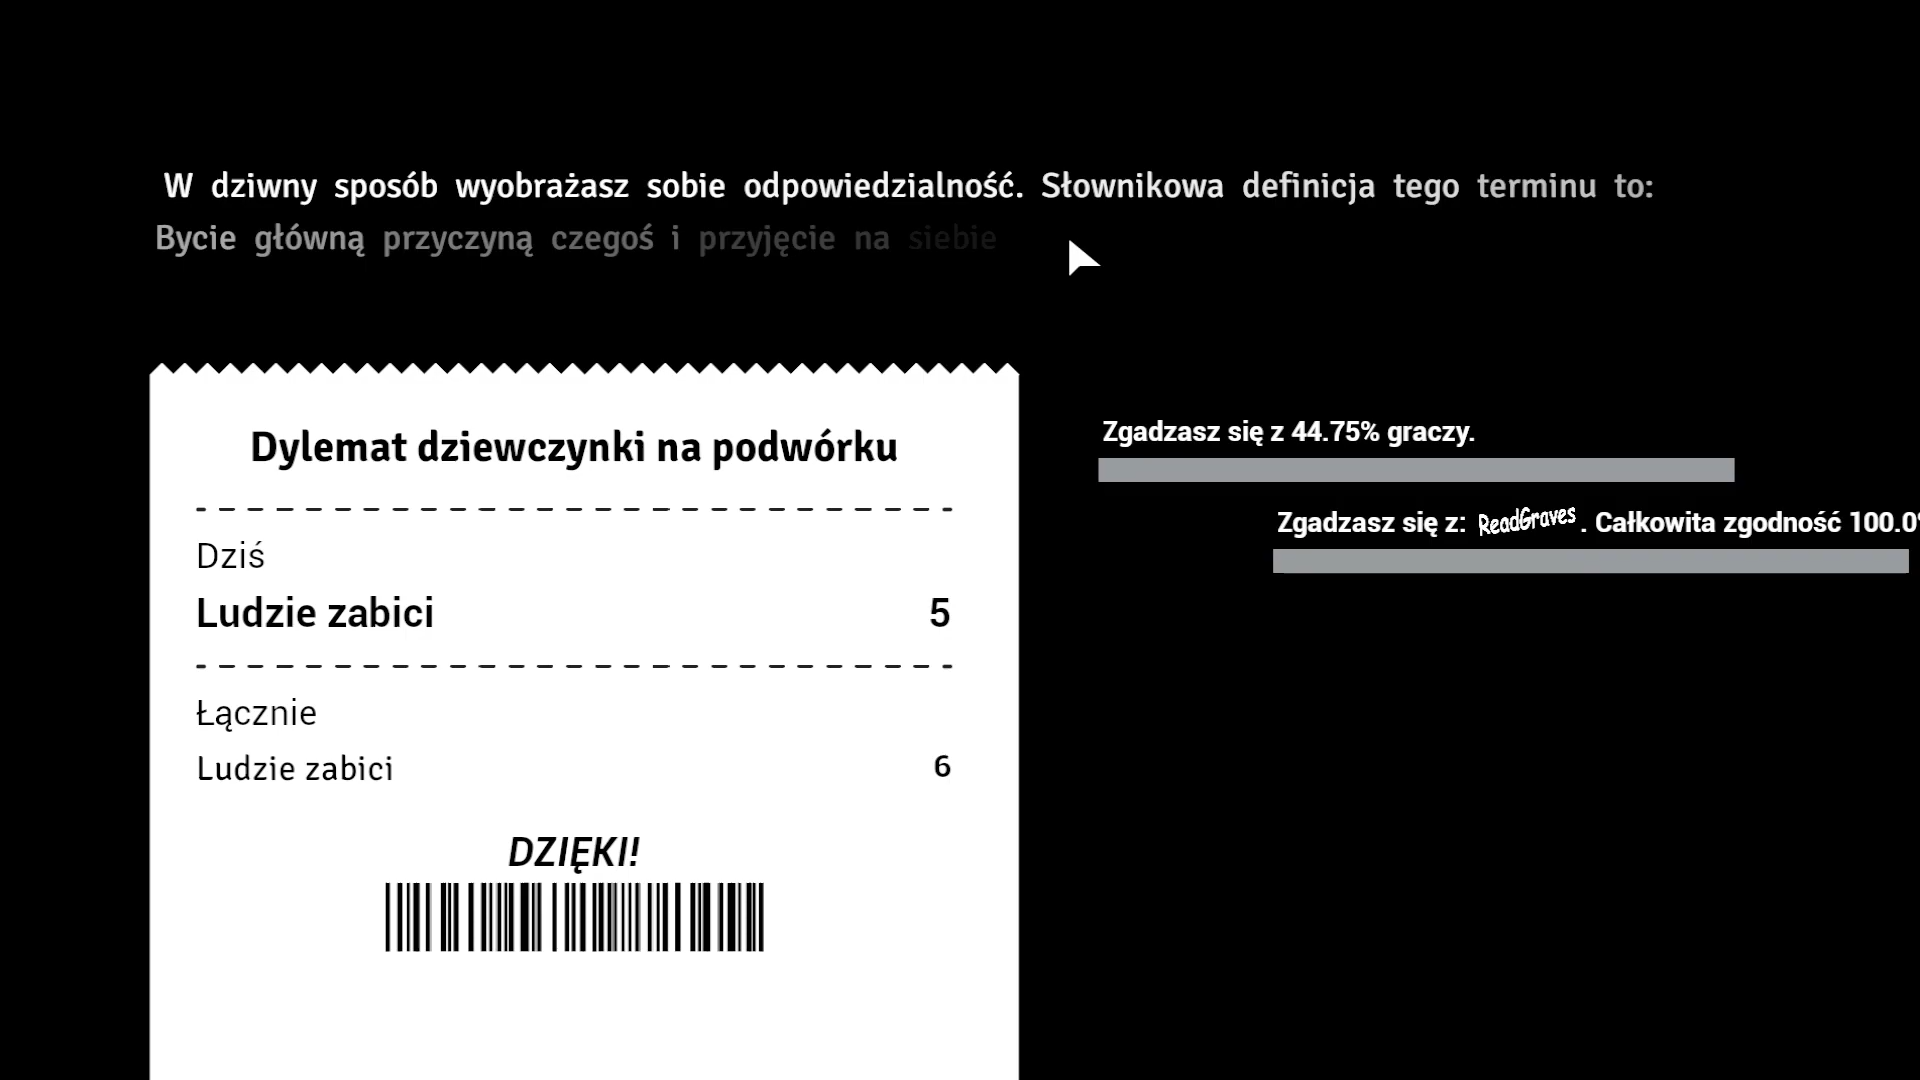 W dziwny sposób wyobrażasz sobie odpowiedzialność. Słownikowa definicja tego terminu to:
Bycie główną przyczyną czegoś i przyjęcie na siebie
Dylemat dziewczynki na podwórku
Dziś
Ludzie zabici 5
Łącznie
Ludzie zabici 6
DZIĘKI!
Zgadzasz się z 44.75% graczy.
Zgadzasz się z: ReadGraves. Całkowita zgodność 100.0